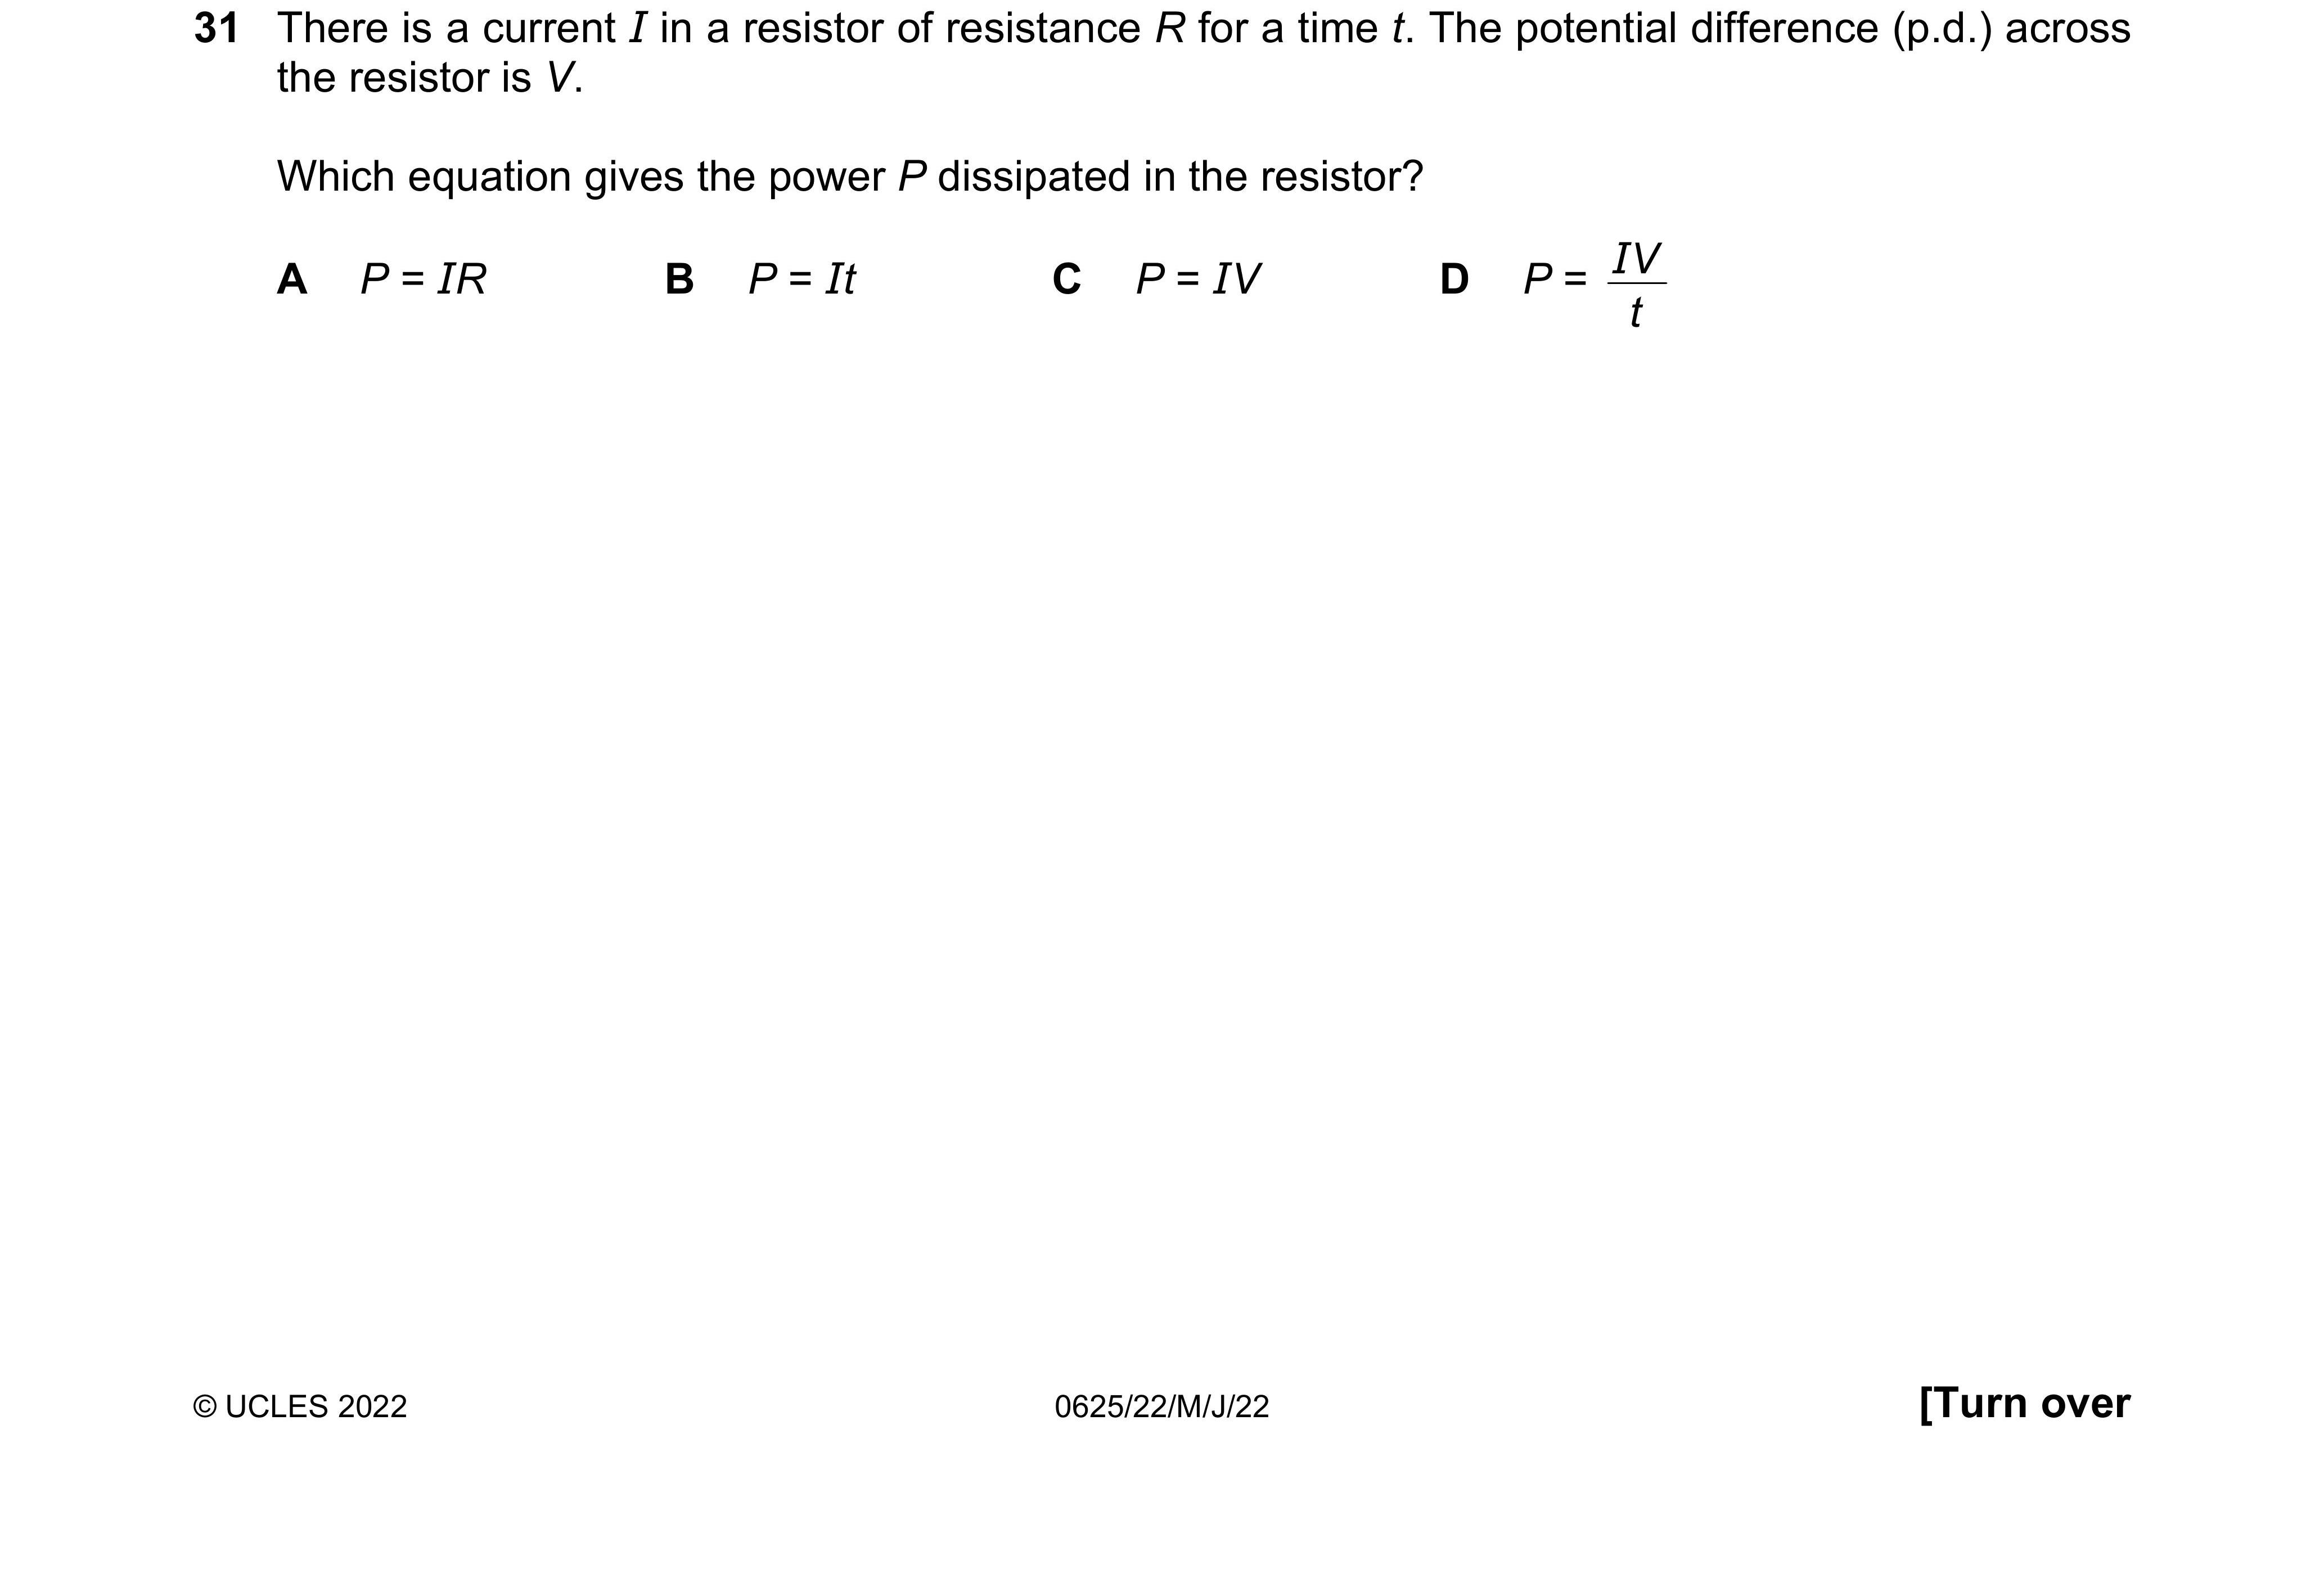 31 There is a current I in a resistor of resistance R for a time t. The potential difference (p.d.) across
the resistor is V.
Which equation gives the power P dissipated in the resistor?
A P = IR B P = It C P = IV D P = IV/t
© UCLES 2022 0625/22/M/J/22 [Turn over